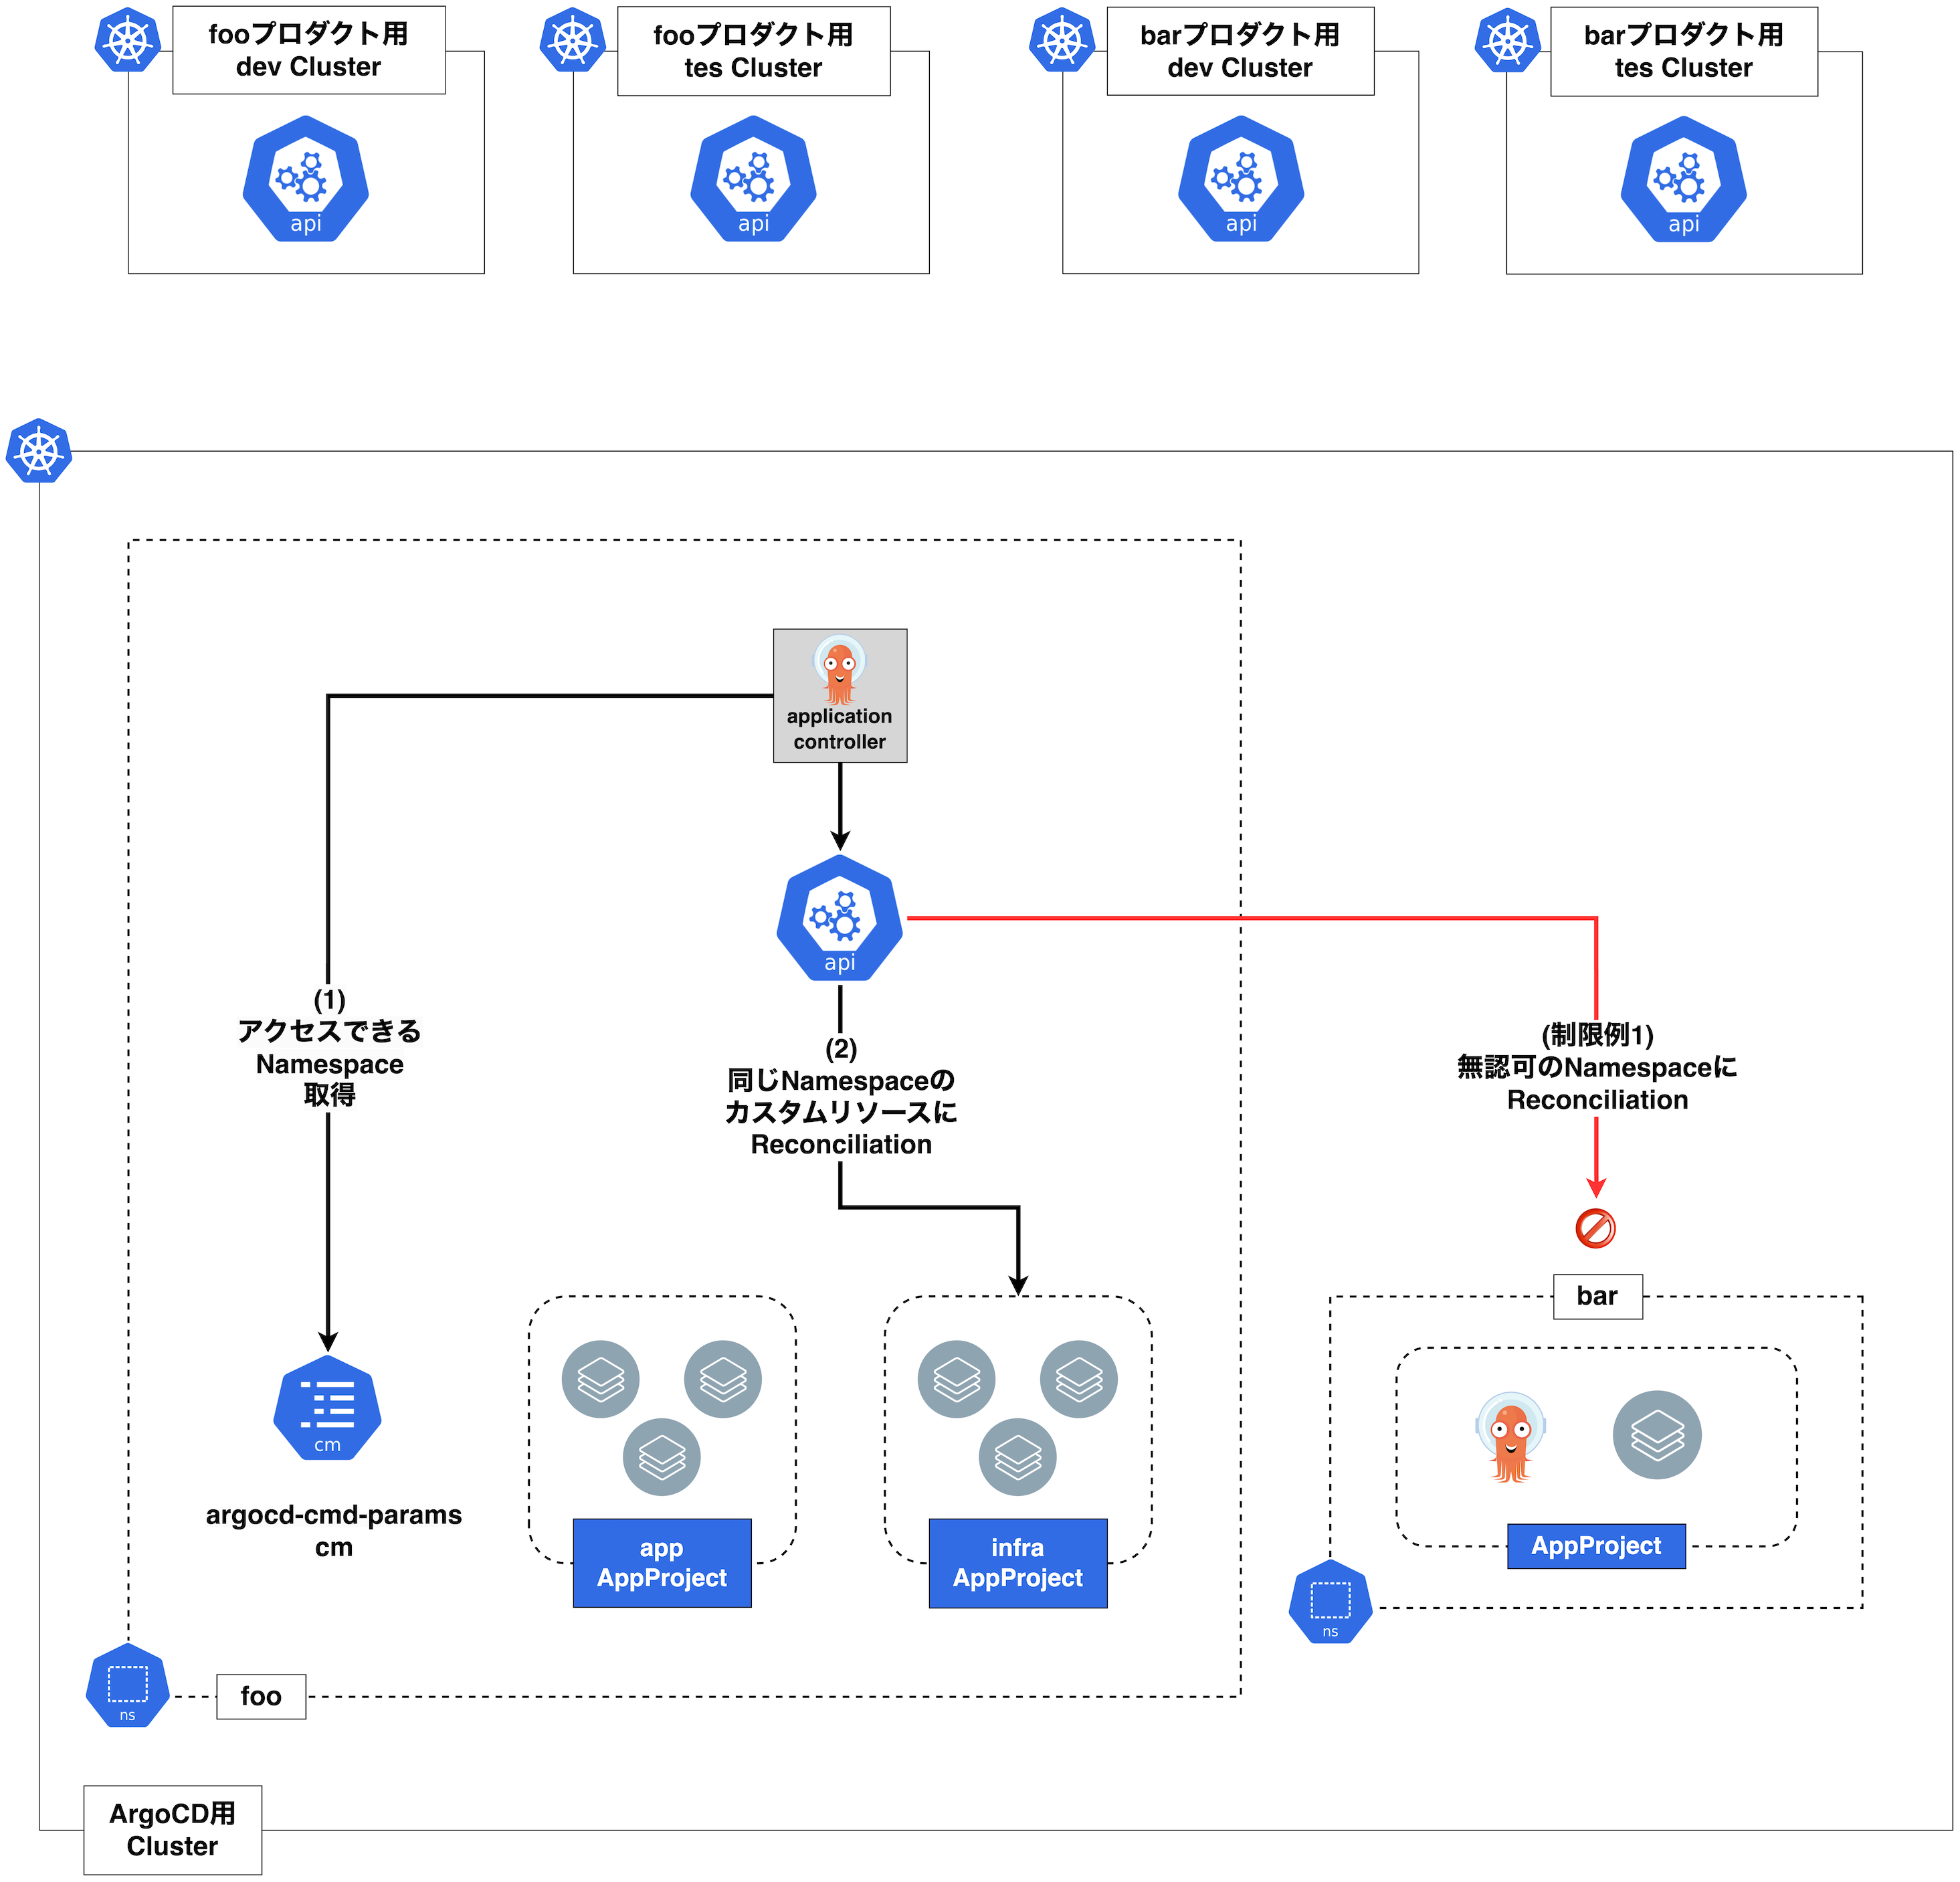 fooプロダクト用
dev Cluster
api
fooプロダクト用
tes Cluster
api
barプロダクト用
dev Cluster
api
barプロダクト用
tes Cluster
api
application
controller
api
(1)
アクセスできる
Namespace
取得
(2)
同じNamespaceの
カスタムリソースに
Reconciliation
(制限例1)
無認可のNamespaceに
Reconciliation
cm
argocd-cmd-params
cm
app
AppProject
infra
AppProject
bar
AppProject
ns
ns
foo
ArgoCD用
Cluster